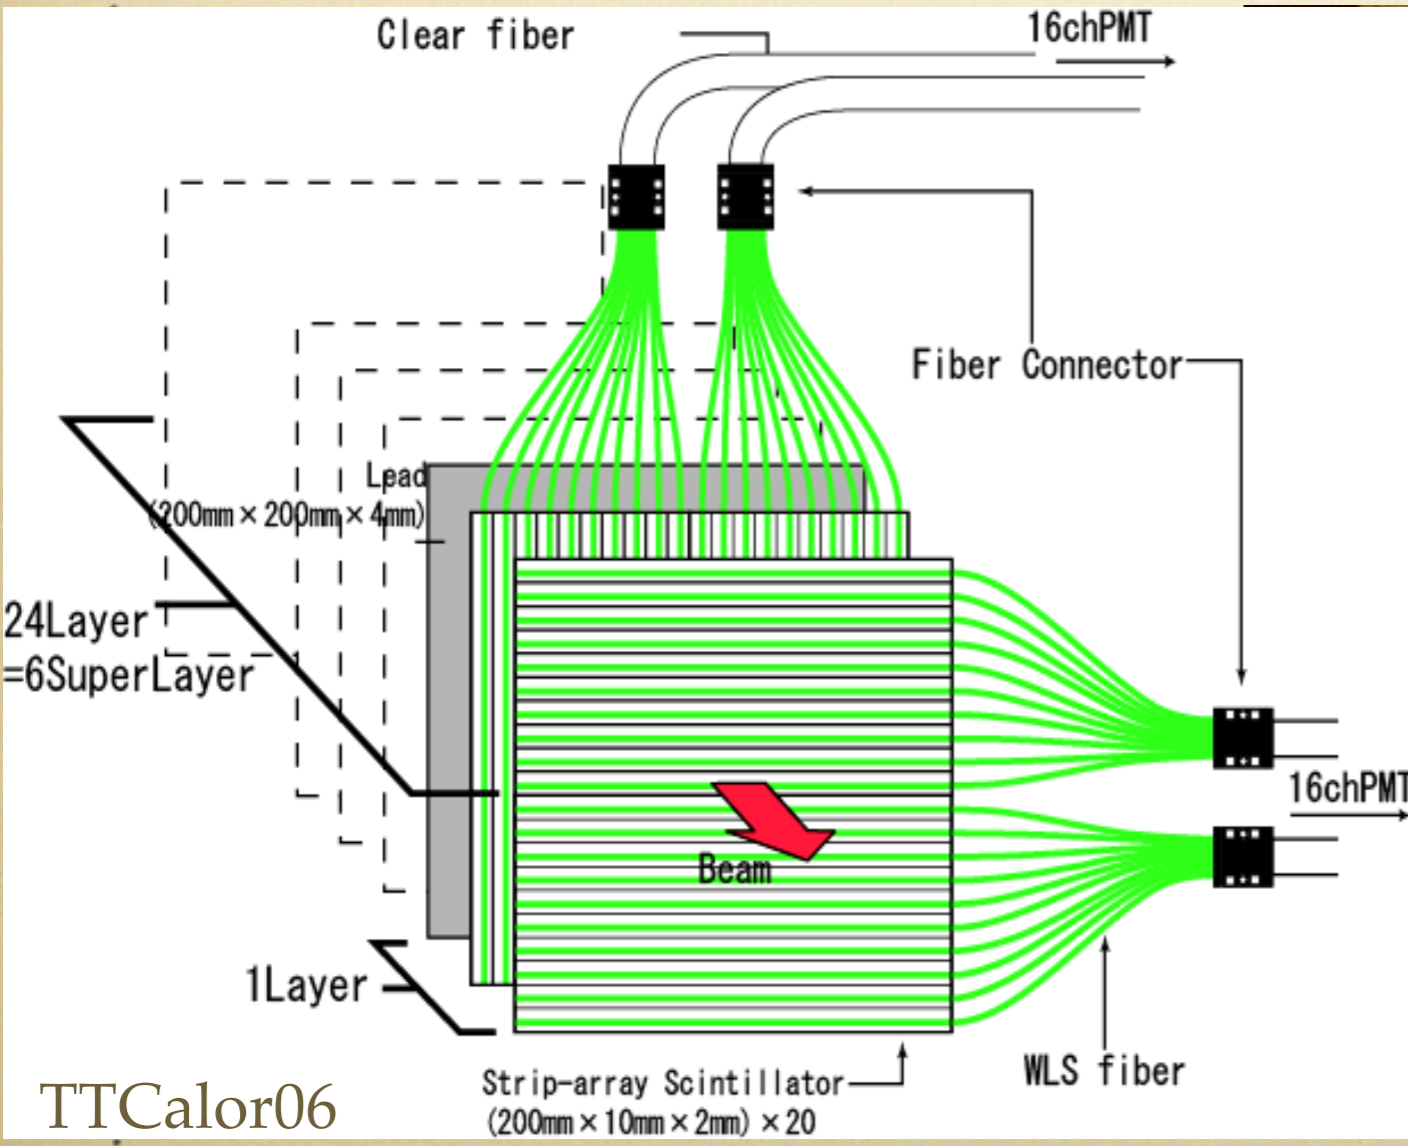 Clear fiber
16chPMT
Fiber Connector
Lead
(200mm×200mm×4mm)
24Layer
=6SuperLayer
16chPMT
Beam
1Layer
WLS fiber
Strip-array Scintillator
(200mm×10mm×2mm)×20
TTCalor06